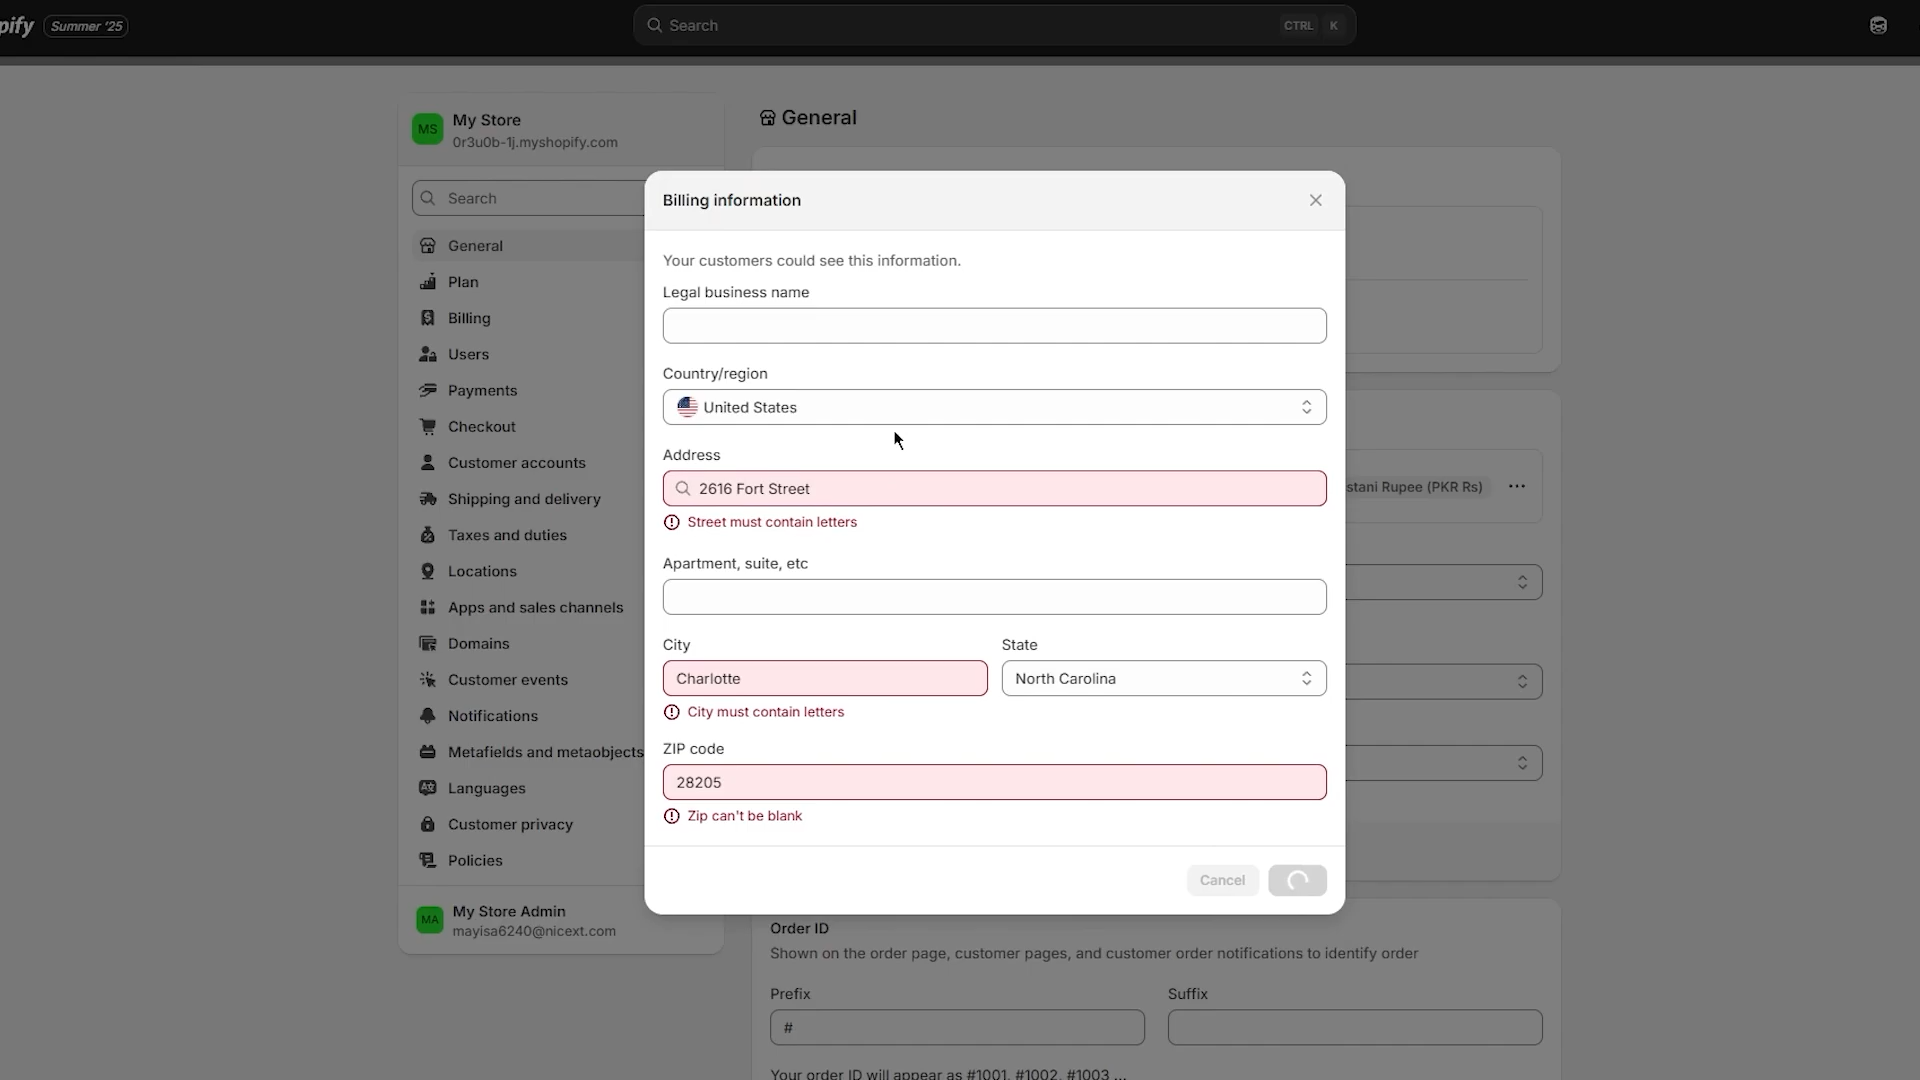 pify Summer '25
Search CTRL K
MS My Store
0r3u0b-1j.myshopify.com
Search
General
Plan
Billing
Users
Payments
Checkout
Customer accounts
Shipping and delivery
Taxes and duties
Locations
Apps and sales channels
Domains
Customer events
Notifications
Metafields and metaobjects
Languages
Customer privacy
Policies
MA My Store Admin
mayisa6240@nicext.com
General
Billing information
Your customers could see this information.
Legal business name
Country/region
United States
Address
2616 Fort Street
Street must contain letters
Apartment, suite, etc
City State
Charlotte North Carolina
City must contain letters
ZIP code
28205
Zip can't be blank
Cancel
stani Rupee (PKR Rs)
Order ID
Shown on the order page, customer pages, and customer order notifications to identify order
Prefix Suffix
#
Your order ID will appear as #1001, #1002, #1003 ...